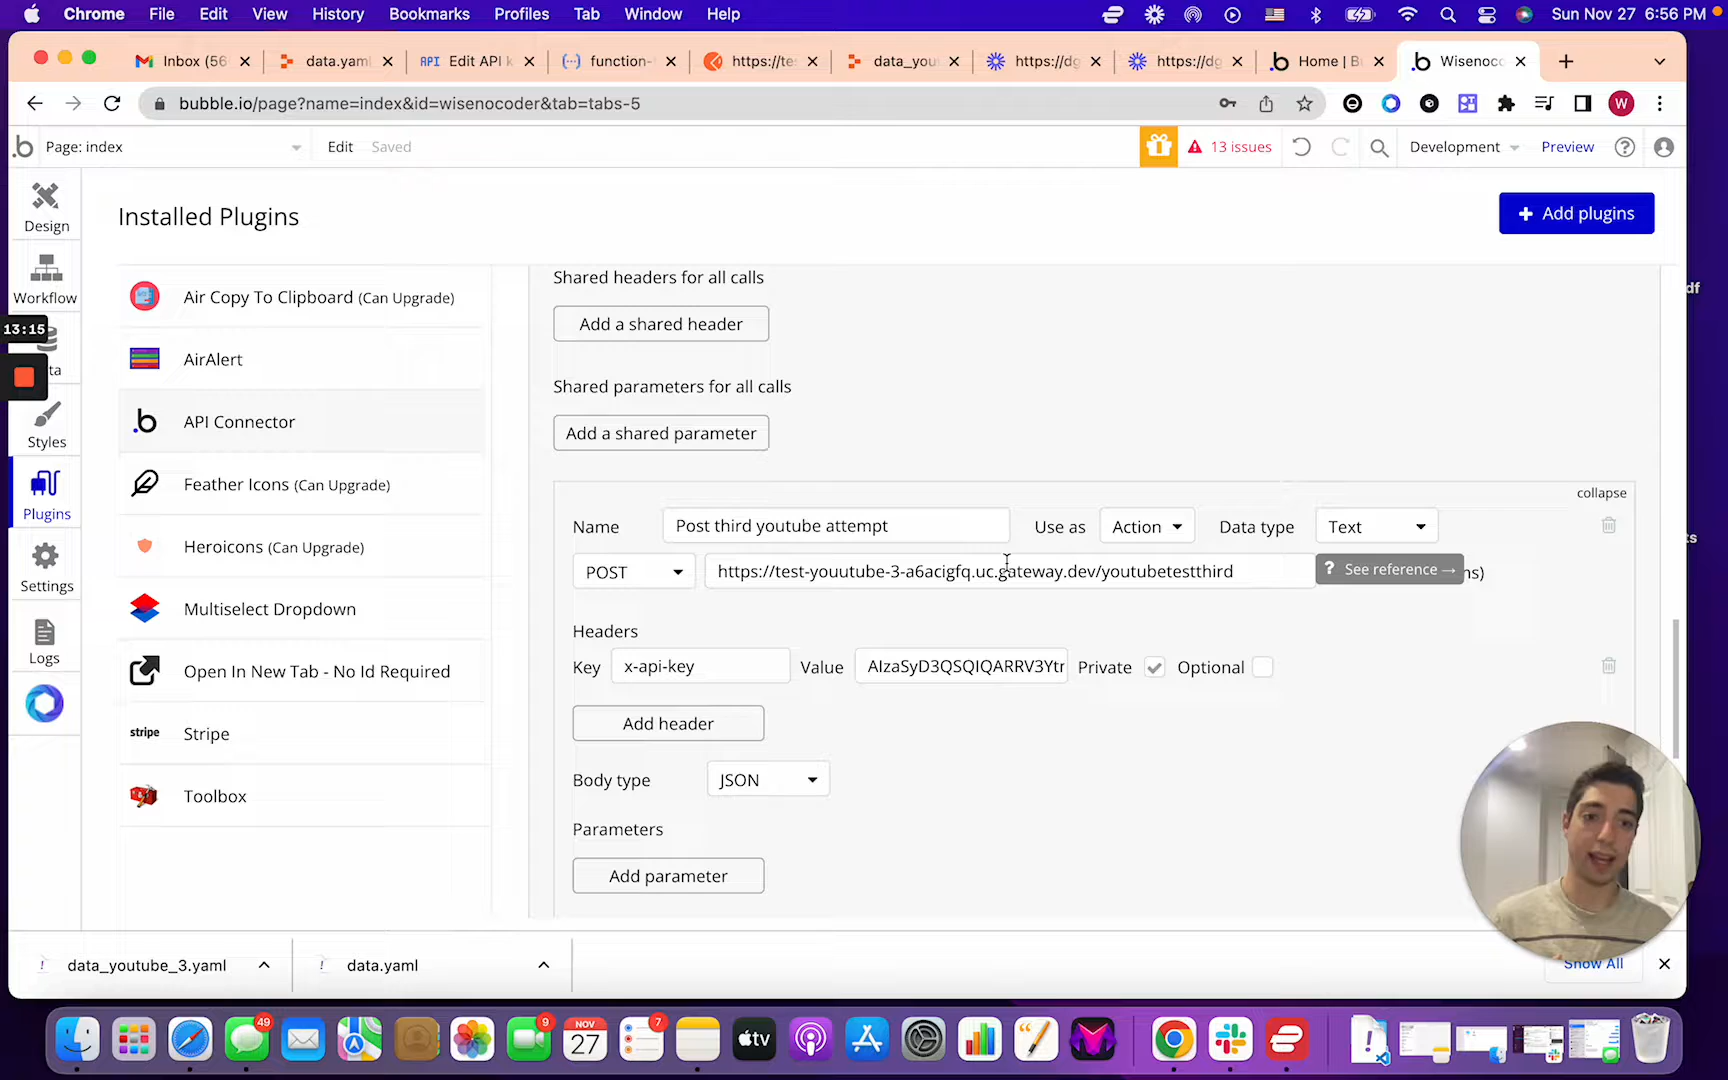 Chrome File Edit View History Bookmarks Profiles Tab Window Help Sun Nov 27 6:56 PM
Inbox (56 data.yaml API Edit API k function- https://te data_you https://dg https://dg Home | B Wisenoco
bubble.io/page?name=index&id=wisenocoder&tab=tabs-5 W
Page: index Edit Saved 13 issues Development Preview
Design
Workflow
13:15
ta
Styles
Plugins
Settings
Logs
Installed Plugins
+ Add plugins
Air Copy To Clipboard (Can Upgrade)
AirAlert
API Connector
Feather Icons (Can Upgrade)
Heroicons (Can Upgrade)
Multiselect Dropdown
Open In New Tab - No Id Required
stripe Stripe
Toolbox
Shared headers for all calls
Add a shared header
Shared parameters for all calls
Add a shared parameter
collapse
Name Post third youtube attempt Use as Action Data type Text
POST https://test-youutube-3-a6acigfq.uc.gateway.dev/youtubetestthird ? See reference → ns)
Headers
Key x-api-key Value AIzaSyD3QSQIQARRV3Ytr Private Optional
Add header
Body type JSON
Parameters
Add parameter
df
ts
data_youtube_3.yaml data.yaml Show All
49 9 NOV 27 7 tv